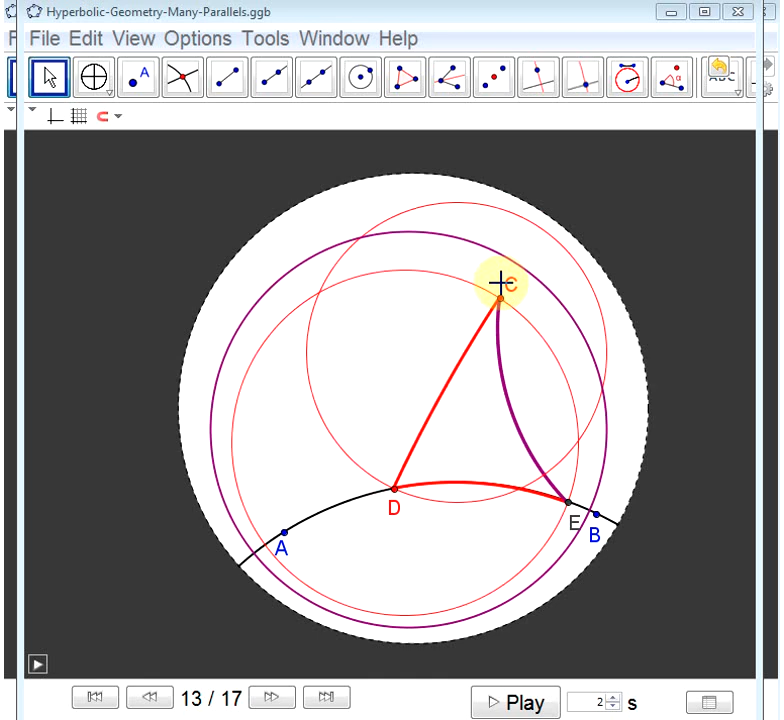 Hyperbolic-Geometry-Many-Parallels.ggb
File Edit View Options Tools Window Help
A
α
C
D
E
B
A
13 / 17
Play
2 s